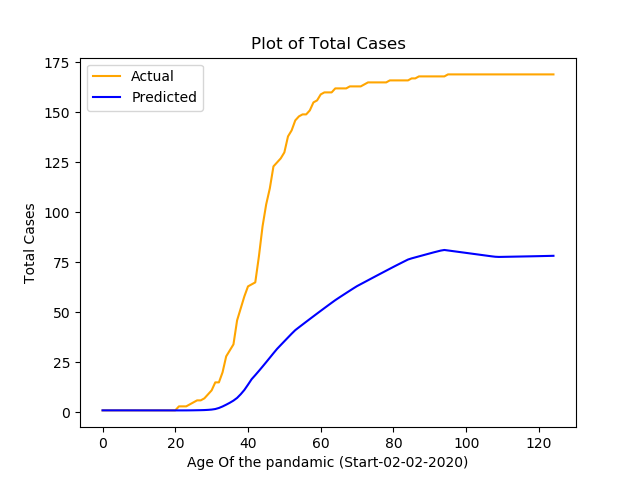 Plot of Total Cases
Actual
Predicted
175
150
125
100
75
50
25
0
Total Cases
0 20 40 60 80 100 120
Age Of the pandamic (Start-02-02-2020)